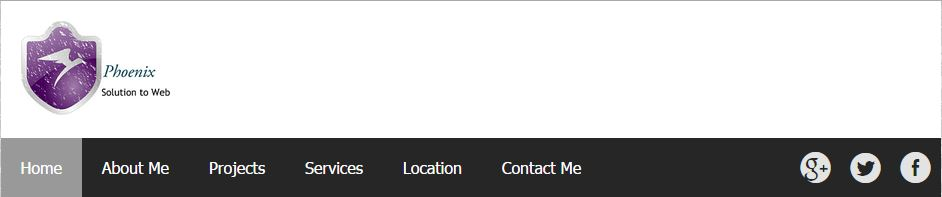 Phoenix
Solution to Web
Home About Me Projects Services Location Contact Me g+ f